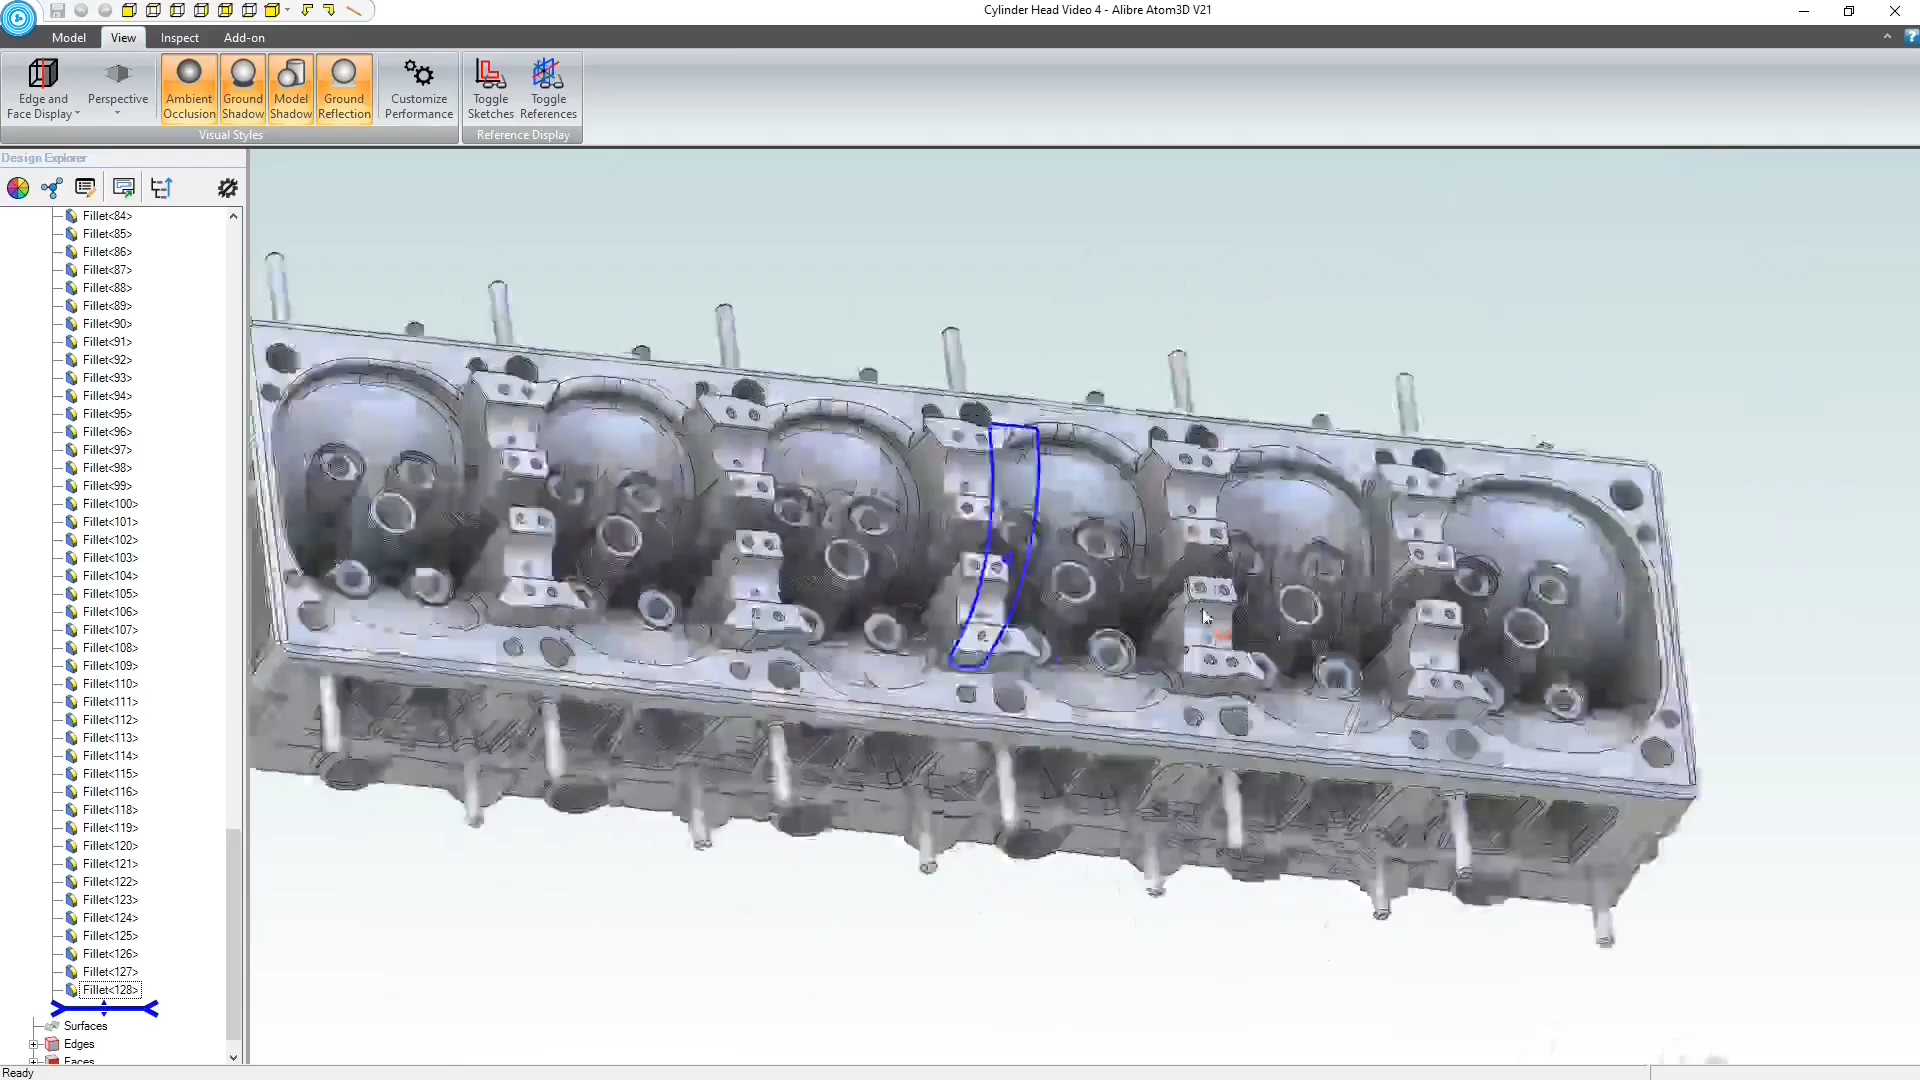 Cylinder Head Video 4 - Alibre Atom3D V21
Model View Inspect Add-on
Edge and Face Display
Perspective
Ambient Occlusion
Ground Shadow
Model Shadow
Ground Reflection
Customize Performance
Toggle Sketches
Toggle References
Visual Styles
Reference Display
Design Explorer
Fillet<84>
Fillet<85>
Fillet<86>
Fillet<87>
Fillet<88>
Fillet<89>
Fillet<90>
Fillet<91>
Fillet<92>
Fillet<93>
Fillet<94>
Fillet<95>
Fillet<96>
Fillet<97>
Fillet<98>
Fillet<99>
Fillet<100>
Fillet<101>
Fillet<102>
Fillet<103>
Fillet<104>
Fillet<105>
Fillet<106>
Fillet<107>
Fillet<108>
Fillet<109>
Fillet<110>
Fillet<111>
Fillet<112>
Fillet<113>
Fillet<114>
Fillet<115>
Fillet<116>
Fillet<118>
Fillet<119>
Fillet<120>
Fillet<121>
Fillet<122>
Fillet<123>
Fillet<124>
Fillet<125>
Fillet<126>
Fillet<127>
Fillet<128>
Surfaces
Edges
Faces
Ready